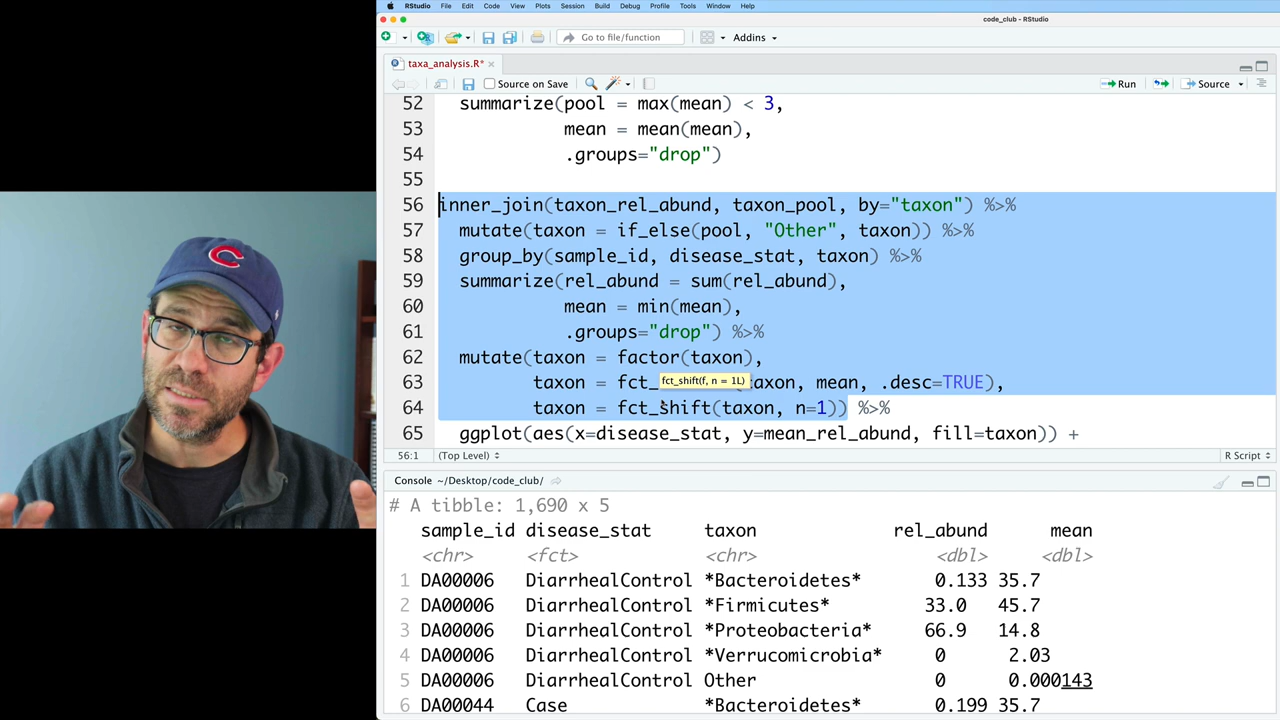 RStudio File Edit Code View Plots Session Build Debug Profile Tools Window Help
code_club - RStudio
Go to file/function Addins
taxa_analysis.R*
Source on Save Run Source
52 summarize(pool = max(mean) < 3,
53 mean = mean(mean),
54 .groups="drop")
55
56 inner_join(taxon_rel_abund, taxon_pool, by="taxon") %>%
57 mutate(taxon = if_else(pool, "Other", taxon)) %>%
58 group_by(sample_id, disease_stat, taxon) %>%
59 summarize(rel_abund = sum(rel_abund),
60 mean = min(mean),
61 .groups="drop") %>%
62 mutate(taxon = factor(taxon),
fct_shift(f, n = 1L)
63 taxon = fct_ taxon, mean, .desc=TRUE),
64 taxon = fct_shift(taxon, n=1)) %>%
65 ggplot(aes(x=disease_stat, y=mean_rel_abund, fill=taxon)) +
56:1 (Top Level) R Script
Console ~/Desktop/code_club/
# A tibble: 1,690 x 5
sample_id disease_stat taxon rel_abund mean
<chr> <fct> <chr> <dbl> <dbl>
1 DA00006 DiarrhealControl *Bacteroidetes* 0.133 35.7
2 DA00006 DiarrhealControl *Firmicutes* 33.0 45.7
3 DA00006 DiarrhealControl *Proteobacteria* 66.9 14.8
4 DA00006 DiarrhealControl *Verrucomicrobia* 0 2.03
5 DA00006 DiarrhealControl Other 0 0.000143
6 DA00044 Case *Bacteroidetes* 0.199 35.7